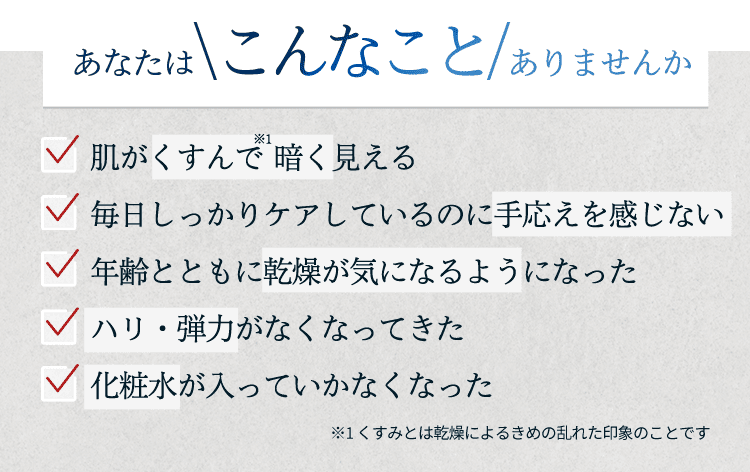 あなたは\こんなこと/ありませんか
肌がくすんで※1暗く見える
毎日しっかりケアしているのに手応えを感じない
年齢とともに乾燥が気になるようになった
ハリ・弾力がなくなってきた
化粧水が入っていかなくなった
※1 くすみとは乾燥によるきめの乱れた印象のことです